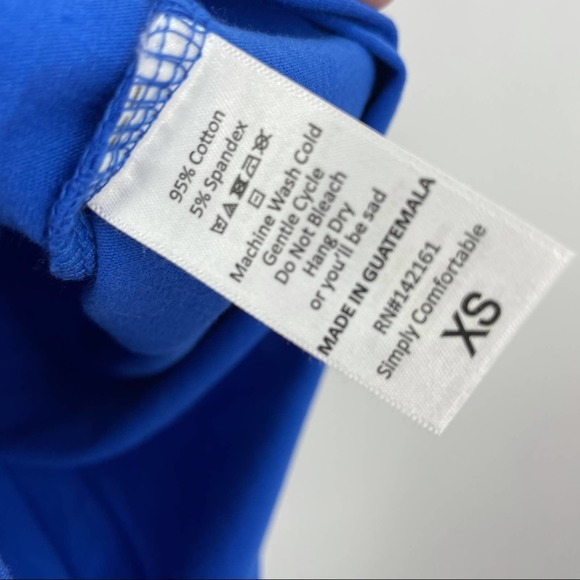 95% Cotton
5% Spandex
Machine Wash Cold
Gentle Cycle
Do Not Bleach
Hang Dry
or you'll be sad
MADE IN GUATEMALA
RN#142161
Simply Comfortable
XS